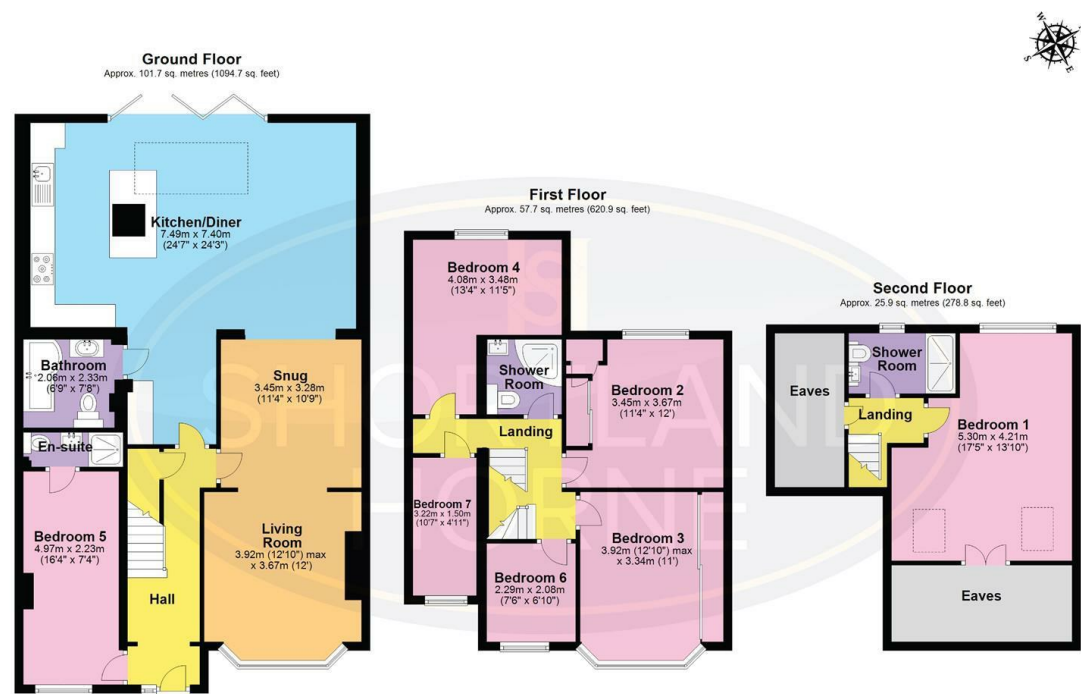 Ground Floor
Approx. 101.7 sq. metres (1094.7 sq. feet)
Kitchen/Diner
7.49m x 7.40m
(24'7" x 24'3")
Bathroom
2.06m x 2.33m
(6'9" x 7'8")
Snug
3.45m x 3.28m
(11'4" x 10'9")
En-suite
Bedroom 5
4.97m x 2.23m
(16'4" x 7'4")
Living
Room
3.92m (12'10") max
x 3.67m (12')
Hall
First Floor
Approx. 57.7 sq. metres (620.9 sq. feet)
Bedroom 4
4.08m x 3.48m
(13'4" x 11'5")
Shower
Room
Bedroom 2
3.45m x 3.67m
(11'4" x 12')
Landing
Bedroom 7
3.22m x 1.50m
(10'7" x 4'11")
Bedroom 3
3.92m (12'10") max
x 3.34m (11')
Bedroom 6
2.29m x 2.08m
(7'6" x 6'10")
Second Floor
Approx. 25.9 sq. metres (278.8 sq. feet)
Shower
Room
Eaves
Landing
Bedroom 1
5.30m x 4.21m
(17'5" x 13'10")
Eaves
W
S
E
SHORTLAND
HORNE